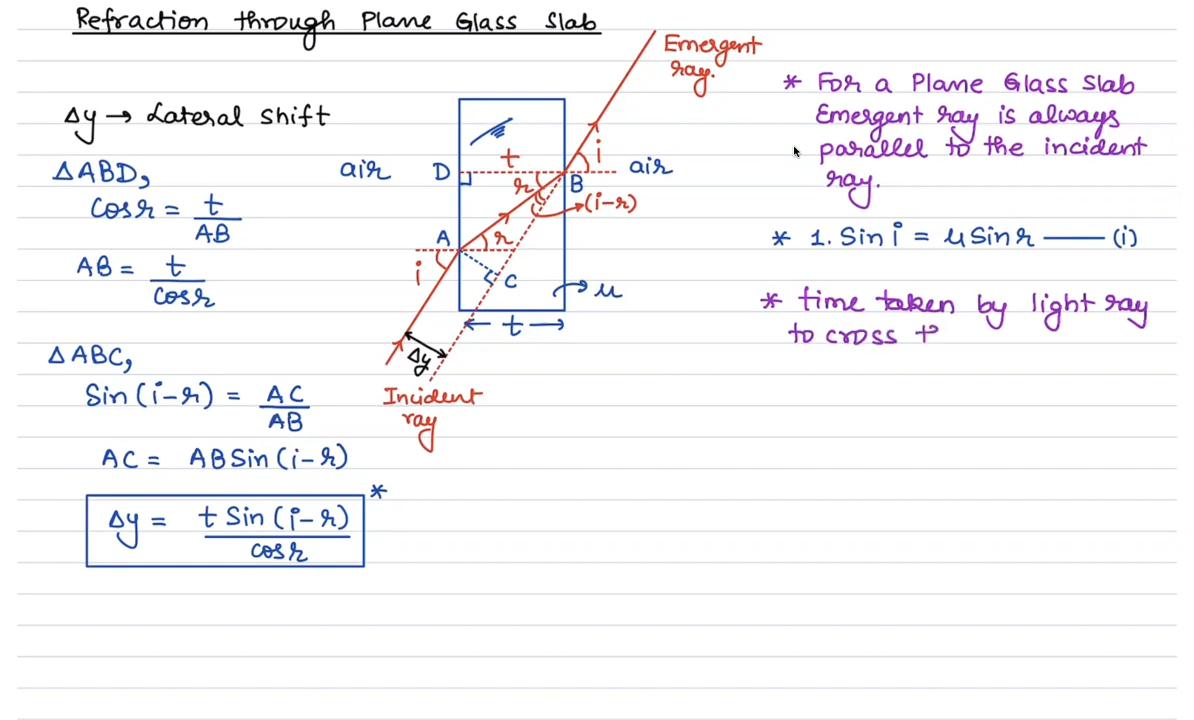 Refraction through Plane Glass Slab
Δy → Lateral shift
ΔABD,
cos r = t / AB
AB = t / cos r
ΔABC,
Sin (i-r) = AC / AB
AC = AB Sin (i-r)
Δy = t Sin (i-r) / cos r *
Emergent
ray.
t
i
air
D
B
air
r
(i-r)
A
r
i
C
μ
t
Δy
Incident
ray
* For a Plane Glass Slab
Emergent ray is always
parallel to the incident
ray.
* 1. Sin i = μ Sin r —— (i)
* time taken by light ray
to cross t